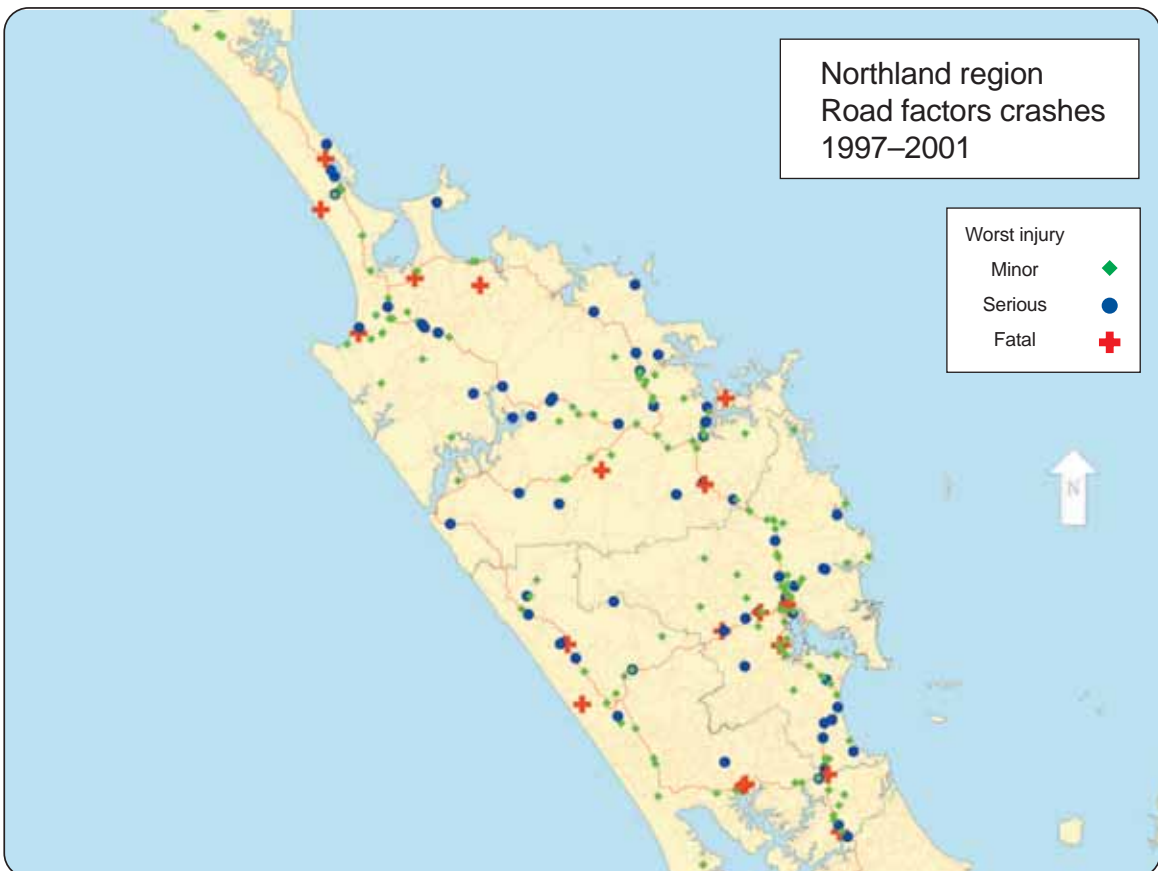 Northland region
Road factors crashes
1997–2001
Worst injury
Minor
Serious
Fatal
N